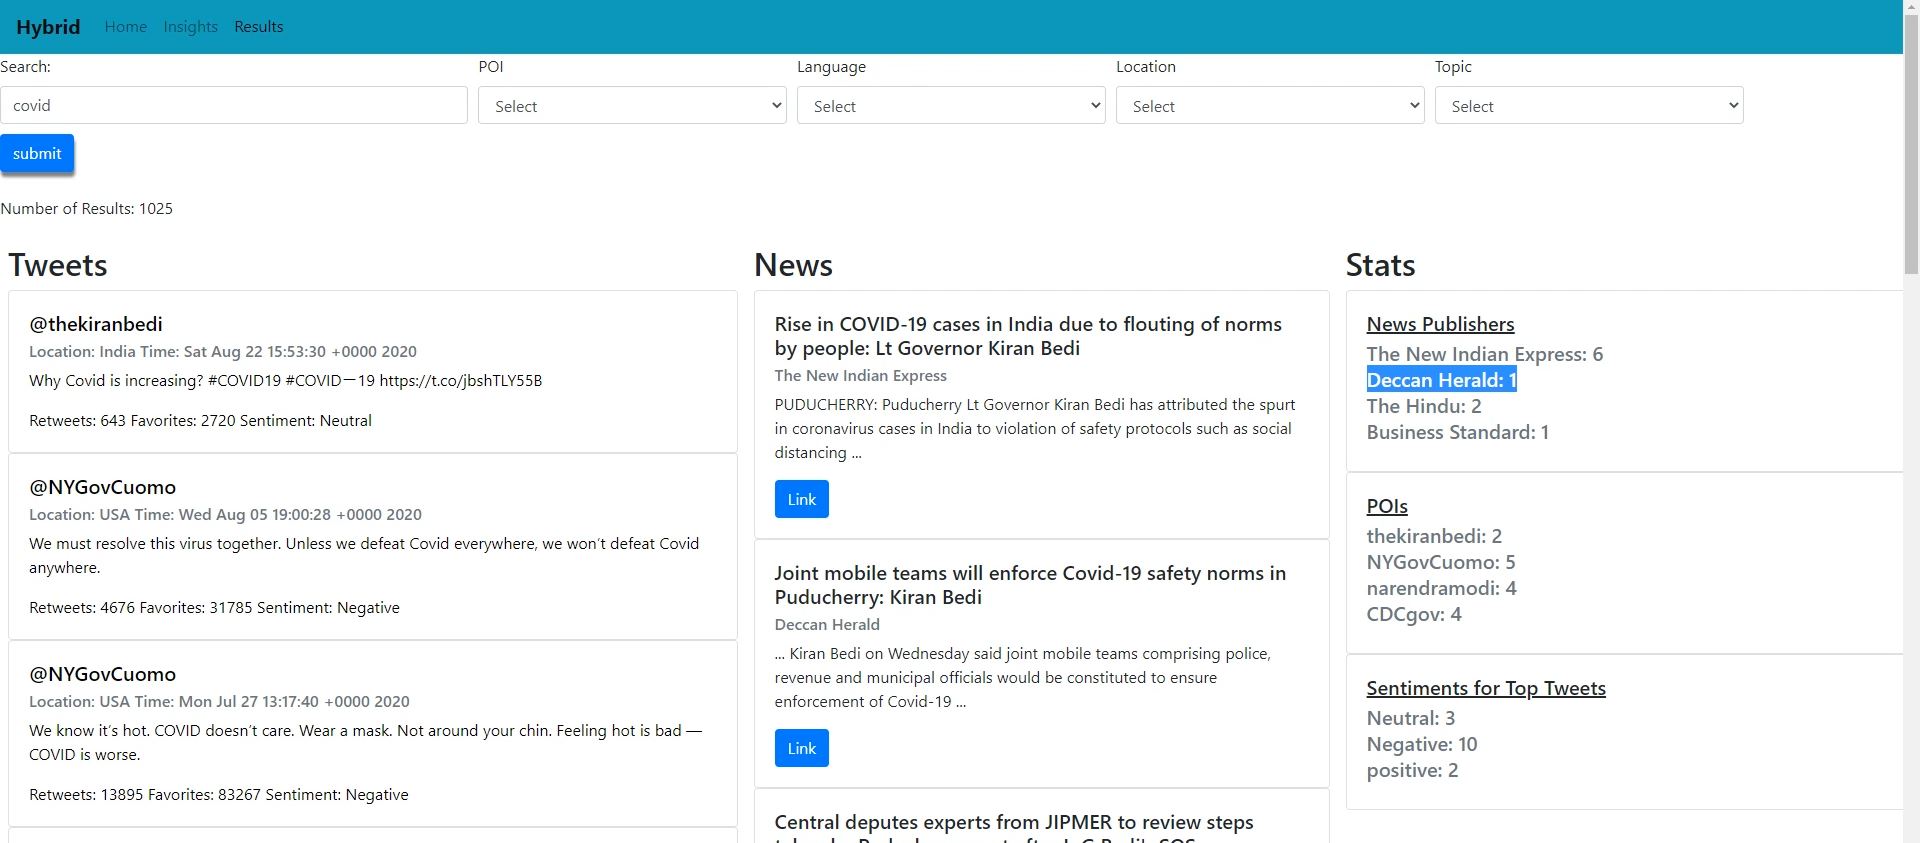 Hybrid Home Insights Results
Search: POI Language Location Topic
covid Select Select Select Select
submit
Number of Results: 1025
Tweets
@thekiranbedi
Location: India Time: Sat Aug 22 15:53:30 +0000 2020
Why Covid is increasing? #COVID19 #COVID一19 https://t.co/jbshTLY55B
Retweets: 643 Favorites: 2720 Sentiment: Neutral
@NYGovCuomo
Location: USA Time: Wed Aug 05 19:00:28 +0000 2020
We must resolve this virus together. Unless we defeat Covid everywhere, we won't defeat Covid
anywhere.
Retweets: 4676 Favorites: 31785 Sentiment: Negative
@NYGovCuomo
Location: USA Time: Mon Jul 27 13:17:40 +0000 2020
We know it's hot. COVID doesn't care. Wear a mask. Not around your chin. Feeling hot is bad —
COVID is worse.
Retweets: 13895 Favorites: 83267 Sentiment: Negative
News
Rise in COVID-19 cases in India due to flouting of norms
by people: Lt Governor Kiran Bedi
The New Indian Express
PUDUCHERRY: Puducherry Lt Governor Kiran Bedi has attributed the spurt
in coronavirus cases in India to violation of safety protocols such as social
distancing ...
Link
Joint mobile teams will enforce Covid-19 safety norms in
Puducherry: Kiran Bedi
Deccan Herald
... Kiran Bedi on Wednesday said joint mobile teams comprising police,
revenue and municipal officials would be constituted to ensure
enforcement of Covid-19 ...
Link
Central deputes experts from JIPMER to review steps
Stats
News Publishers
The New Indian Express: 6
Deccan Herald: 1
The Hindu: 2
Business Standard: 1
POIs
thekiranbedi: 2
NYGovCuomo: 5
narendramodi: 4
CDCgov: 4
Sentiments for Top Tweets
Neutral: 3
Negative: 10
positive: 2